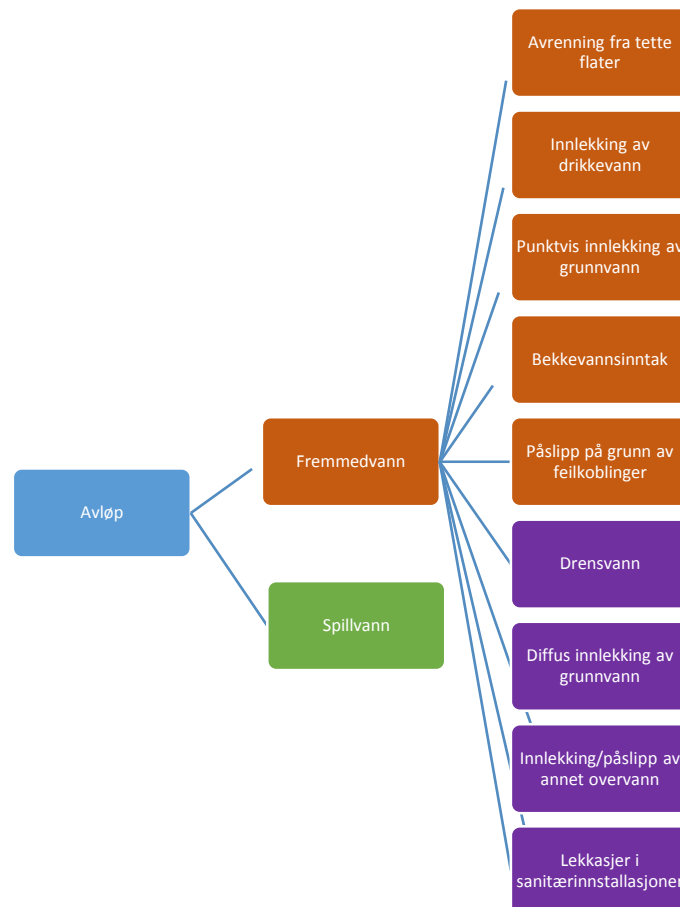 Avrenning fra tette
flater
Innlekking av
drikkevann
Punktvis innlekking av
grunnvann
Bekkevannsinntak
Påslipp på grunn av
feilkoblinger
Fremmedvann
Avløp
Drensvann
Spillvann
Diffus innlekking av
grunnvann
Innlekking/påslipp av
annet overvann
Lekkasjer i
sanitærinnstallasjoner